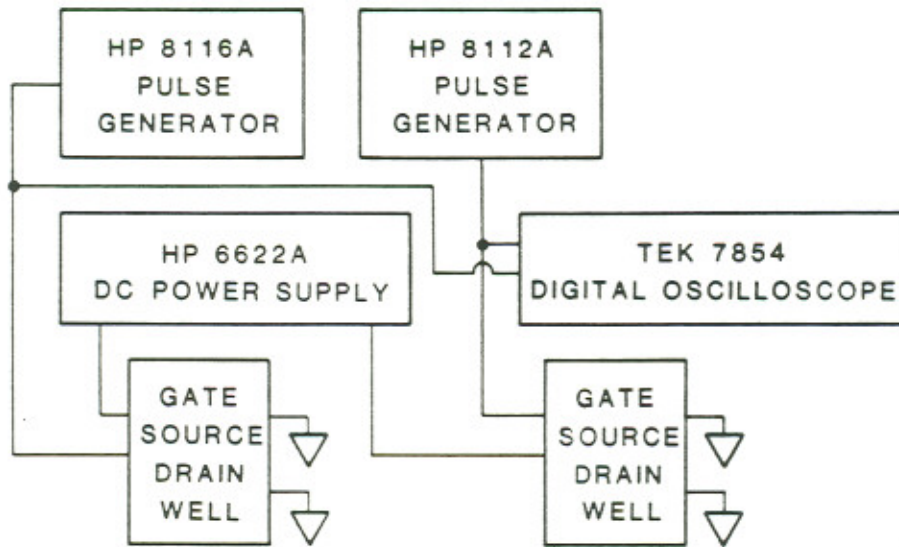 HP 8116A
PULSE
GENERATOR
HP 8112A
PULSE
GENERATOR
HP 6622A
DC POWER SUPPLY
TEK 7854
DIGITAL OSCILLOSCOPE
GATE
SOURCE
DRAIN
WELL
GATE
SOURCE
DRAIN
WELL